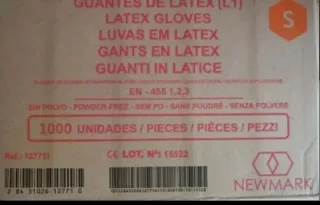 GUANTES DE LATEX (L1)
S
LATEX GLOVES
LUVAS EM LATEX
GANTS EN LATEX
GUANTI IN LATICE
EN - 455 1,2,3
SIN POLVO - POWDER-FREE - SEM PÓ - SANS POUDRE - SENZA POLVERE
1000 UNIDADES / PIECES / PIÈCES / PEZZI
CE LOT. Nº: 15522
NEWMARK